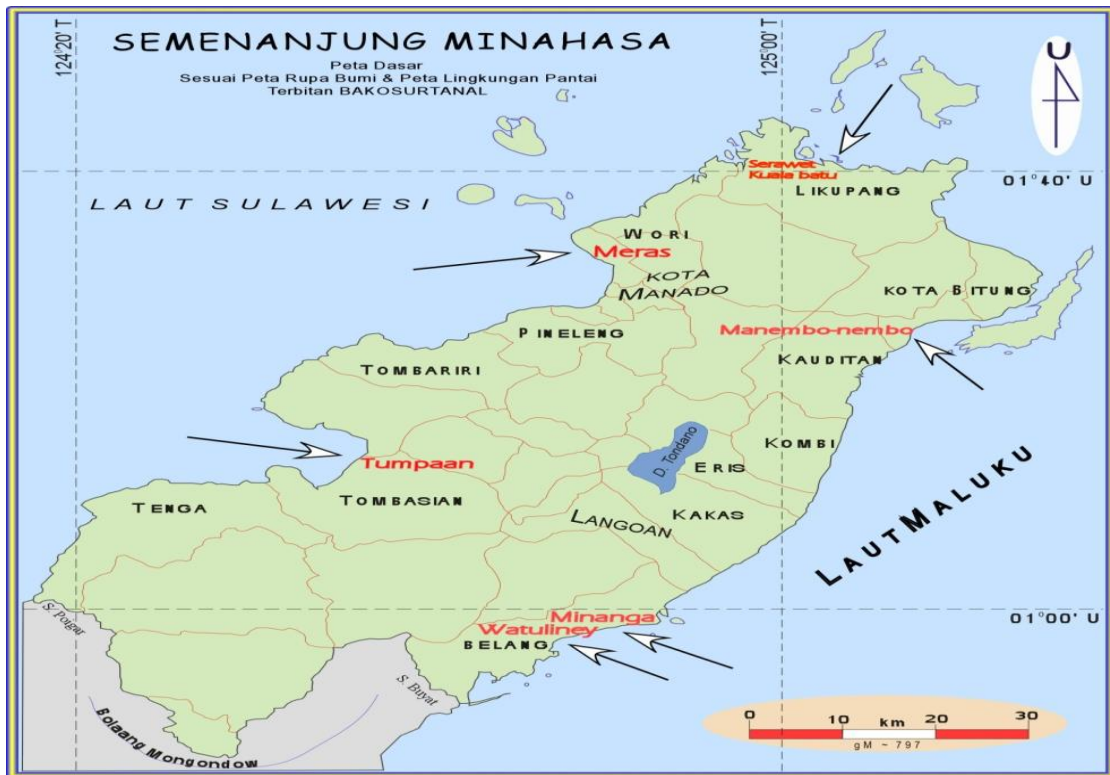 SEMENANJUNG MINAHASA
Peta Dasar
Sesuai Peta Rupa Bumi & Peta Lingkungan Pantai
Terbitan BAKOSURTANAL
124°20' T
125°00' T
U
Serawet
Kuala batu
LIKUPANG
01°40' U
LAUT SULAWESI
WORI
Meras
KOTA
MANADO
KOTA BITUNG
PINELENG
Manembo-nembo
KAUDITAN
TOMBARIRI
KOMBI
D. Tondano
ERIS
Tumpaan
TENGA
TOMBASIAN
KAKAS
LANGOAN
LAUT MALUKU
S. Poigar
Minanga
01°00' U
Watuliney
BELANG
S. Buyat
Bolaang Mongondow
0 10 km 20 30
gM ~ 797